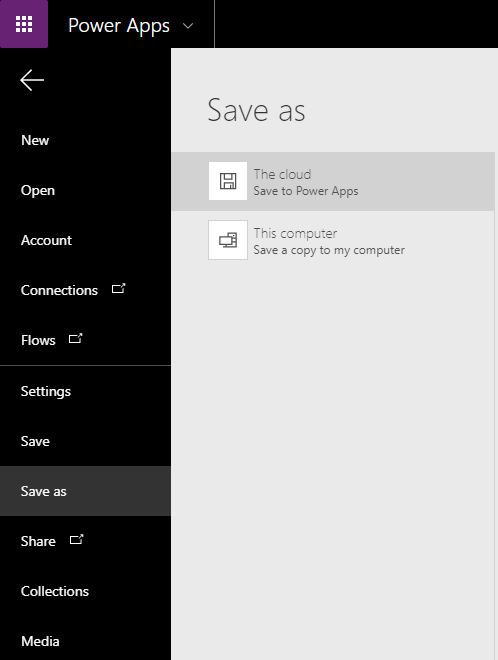 Power Apps
New
Open
Account
Connections
Flows
Settings
Save
Save as
Share
Collections
Media
Save as
The cloud
Save to Power Apps
This computer
Save a copy to my computer